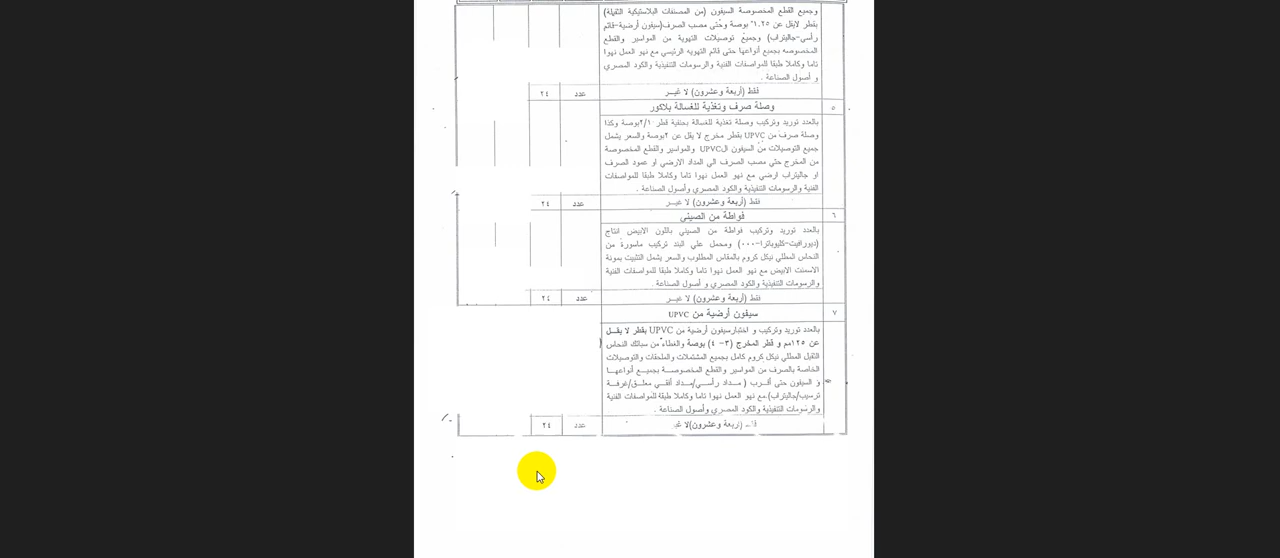 وجميع القطع المخصوصة السيفون (من المصنفات البلاستيكية الثقيلة)
بقطر لايقل عن ١.٢٥" بوصة وحتى مصب الصرف(سيفون أرضية-قائم
رأسي-جاليتراب) وجميع توصيلات التهوية من المواسير والقطع
المخصوصه بجميع أنواعها حتى قائم التهويه الرئيسي مع نهو العمل نهوا
تاما وكاملا طبقا للمواصفات الفنية والرسومات التنفيذية والكود المصري
و أصول الصناعة .
فقط (أربعة وعشرون) لا غير عدد ٢٤
٥ وصلة صرف وتغذية للغسالة بلاكور
بالعدد توريد وتركيب وصلة تغذية للغسالة بحنفية قطر ٢/١بوصة وكذا
وصلة صرف من UPVC بقطر مخرج لا يقل عن ٢بوصة والسعر يشمل
جميع التوصيلات من السيفون الUPVC والمواسير والقطع المخصوصة
من المخرج حتي مصب الصرف الي المداد الارضي او عمود الصرف
او جاليتراب ارضي مع نهو العمل نهوا تاما وكاملا طبقا للمواصفات
الفنية والرسومات التنفيذية والكود المصري وأصول الصناعة .
فقط (أربعة وعشرون) لا غير عدد ٢٤
٦ فواطة من الصيني
بالعدد توريد وتركيب فواطة من الصيني باللون الابيض انتاج
(ديورافيت-كليوباترا-٠٠٠) ومحمل علي البند تركيب ماسورة من
النحاس المطلي نيكل كروم بالمقاس المطلوب والسعر يشمل التثبيت بمونة
الاسمنت الابيض مع نهو العمل نهوا تاما وكاملا طبقا للمواصفات الفنية
والرسومات التنفيذية والكود المصري و أصول الصناعة .
فقط (أربعة وعشرون) لا غير عدد ٢٤
٧ سيفون أرضية من UPVC
بالعدد توريد وتركيب و اختبارسيفون أرضية من UPVC بقطر لا يقل
عن ١٢٥مم و قطر المخرج (٣- ٤) بوصة والغطاء من سبائك النحاس
الثقيل المطلي نيكل كروم كامل بجميع المشتملات والملحقات والتوصيلات
الخاصة بالصرف من المواسير والقطع المخصوصة بجميع أنواعها
و السيفون حتى أقرب ( مداد رأسي/مداد أفقي معلق/غرفة
ترسيب/جاليتراب) مع نهو العمل نهوا تاما وكاملا طبقا للمواصفات الفنية
والرسومات التنفيذية والكود المصري وأصول الصناعة .
(أربعة وعشرون)لا عدد ٢٤